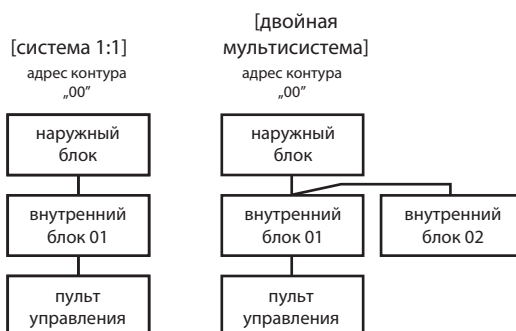 [система 1:1]
адрес контура
„00”
наружный
блок
внутренний
блок 01
пульт
управления
[двойная
мультисистема]
адрес контура
„00”
наружный
блок
внутренний
блок 01
внутренний
блок 02
пульт
управления